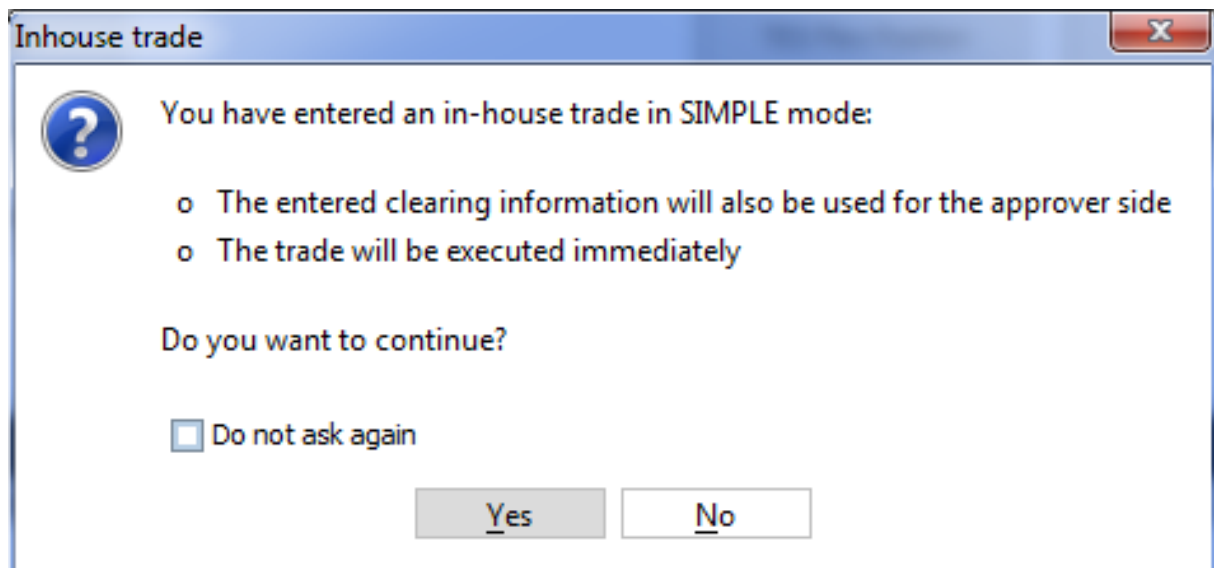 Inhouse trade
You have entered an in-house trade in SIMPLE mode:
o The entered clearing information will also be used for the approver side
o The trade will be executed immediately
Do you want to continue?
Do not ask again
Yes
No